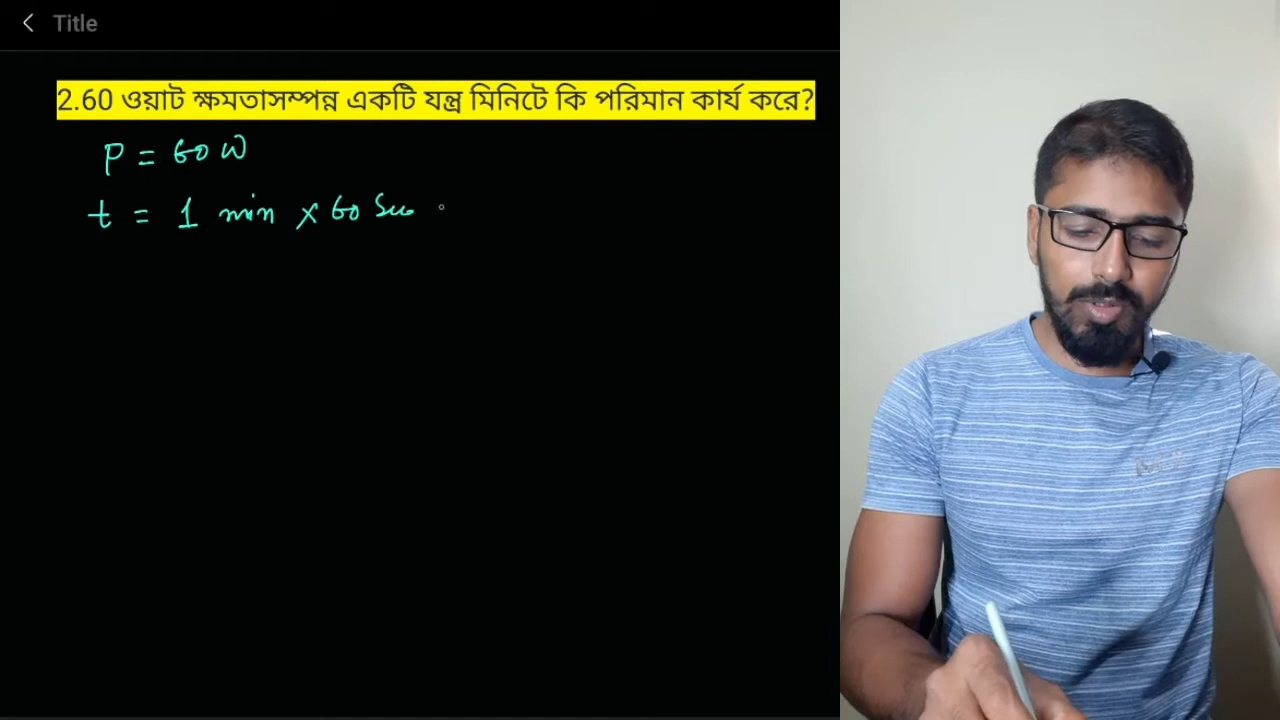 Title
2.60 ওয়াট ক্ষমতাসম্পন্ন একটি যন্ত্র মিনিটে কি পরিমান কার্য করে?
P = 60 W
t = 1 min × 60 Sec